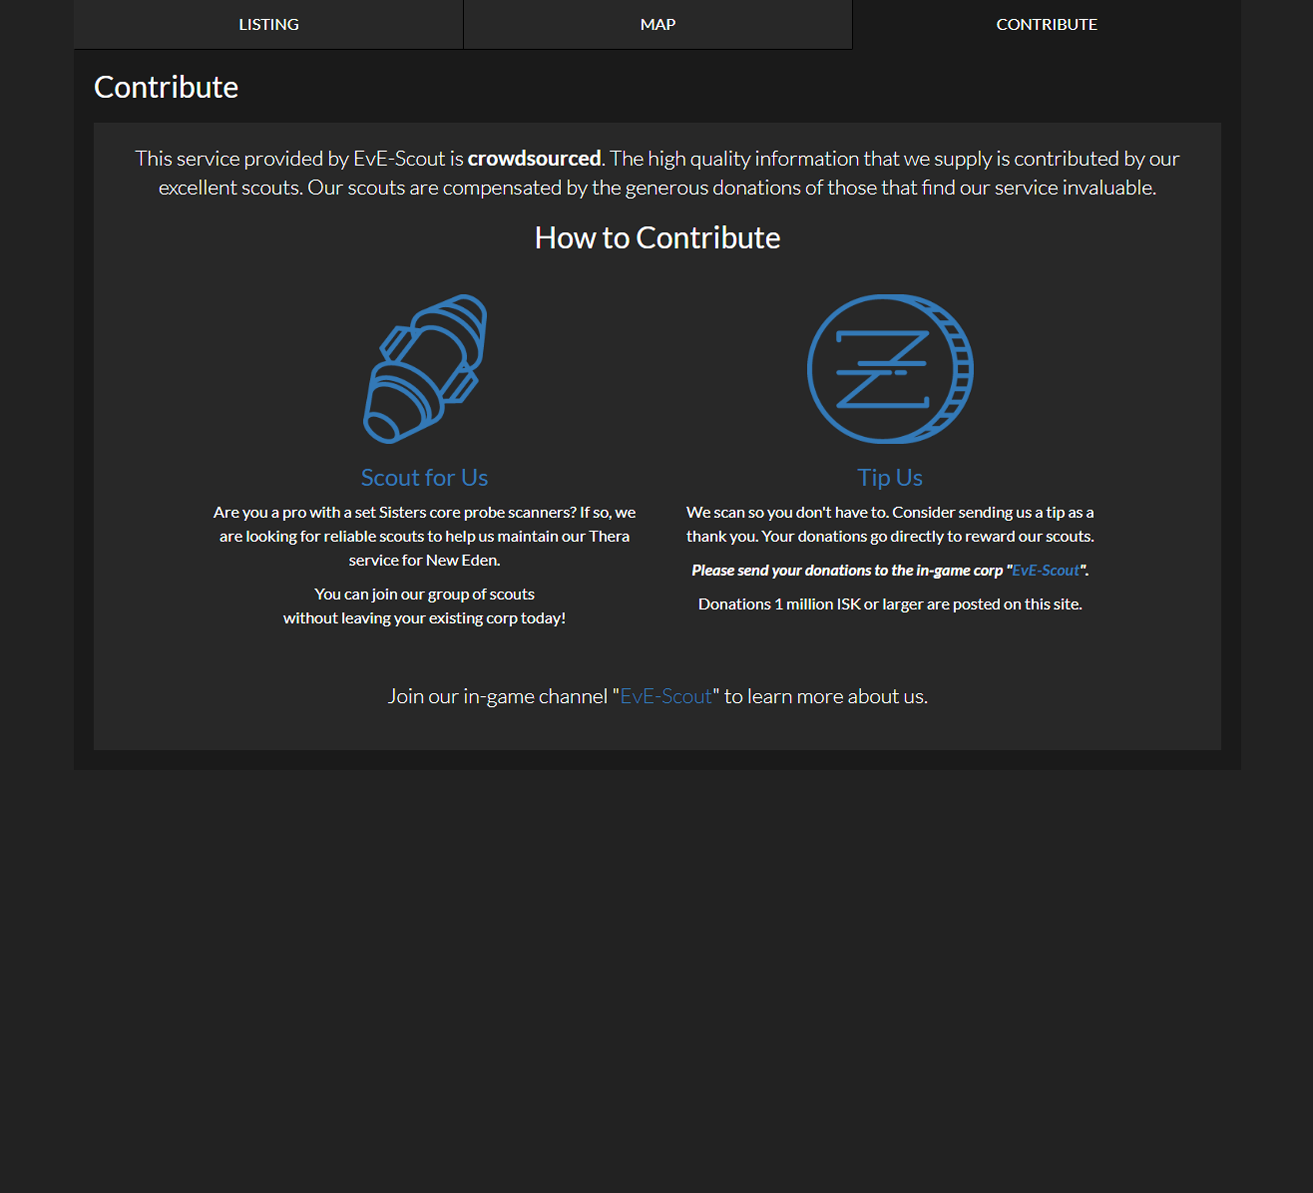 LISTING
MAP
CONTRIBUTE
Contribute
This service provided by EvE-Scout is crowdsourced. The high quality information that we supply is contributed by our
excellent scouts. Our scouts are compensated by the generous donations of those that find our service invaluable.
How to Contribute
Scout for Us
Are you a pro with a set Sisters core probe scanners? If so, we
are looking for reliable scouts to help us maintain our Thera
service for New Eden.
You can join our group of scouts
without leaving your existing corp today!
Tip Us
We scan so you don't have to. Consider sending us a tip as a
thank you. Your donations go directly to reward our scouts.
Please send your donations to the in-game corp "EvE-Scout".
Donations 1 million ISK or larger are posted on this site.
Join our in-game channel "EvE-Scout" to learn more about us.